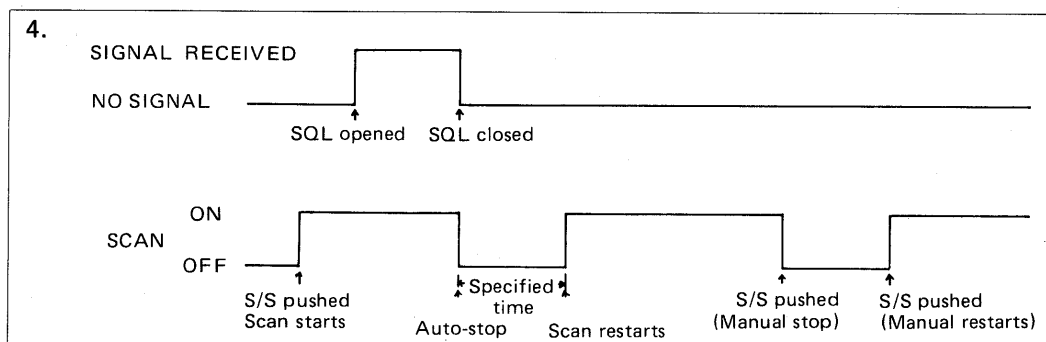 4.
SIGNAL RECEIVED
NO SIGNAL
SQL opened
SQL closed
ON
SCAN
OFF
S/S pushed
Scan starts
Specified
time
Auto-stop
Scan restarts
S/S pushed
(Manual stop)
S/S pushed
(Manual restarts)